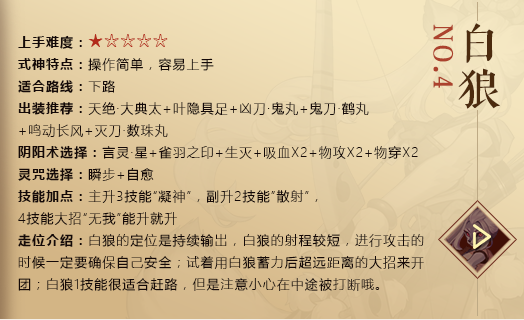 白狼
NO.4
上手难度：★☆☆☆☆
式神特点：操作简单，容易上手
适合路线：下路
出装推荐：天绝·大典太+叶隐具足+凶刀·鬼丸+鬼刀·鹤丸
+鸣动长风+灭刀·数珠丸
阴阳术选择：言灵·星+雀羽之印+生灭+吸血X2+物攻X2+物穿X2
灵咒选择：瞬步+自愈
技能加点：主升3技能“凝神”，副升2技能“散射”，
4技能大招“无我”能升就升
走位介绍：白狼的定位是持续输出，白狼的射程较短，进行攻击的
时候一定要确保自己安全；试着用白狼蓄力后超远距离的大招来开
团；白狼1技能很适合赶路，但是注意小心在中途被打断哦。